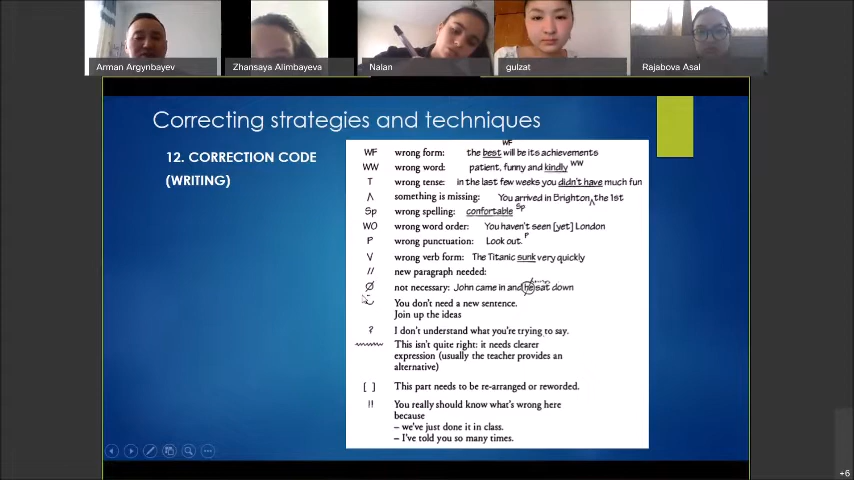 Arman Argynbayev
Zhansaya Alimbayeva
Nalan
gulzat
Rajabova Asal
Correcting strategies and techniques
12. CORRECTION CODE
(WRITING)
WF
WF wrong form: the best will be its achievements
WW wrong word: patient, funny and kindly WW
T wrong tense: in the last few weeks you didn't have much fun
Λ something is missing: You arrived in Brighton Λ the 1st
Sp wrong spelling: confortable Sp
WO wrong word order: You haven't seen [yet] London
P wrong punctuation: Look out. P
V wrong verb form: The Titanic sunk very quickly
// new paragraph needed:
Ø not necessary: John came in and he sat down
You don't need a new sentence.
Join up the ideas
? I don't understand what you're trying to say.
This isn't quite right: it needs clearer
expression (usually the teacher provides an
alternative)
[ ] This part needs to be re-arranged or reworded.
!! You really should know what's wrong here
because
– we've just done it in class.
– I've told you so many times.
+6